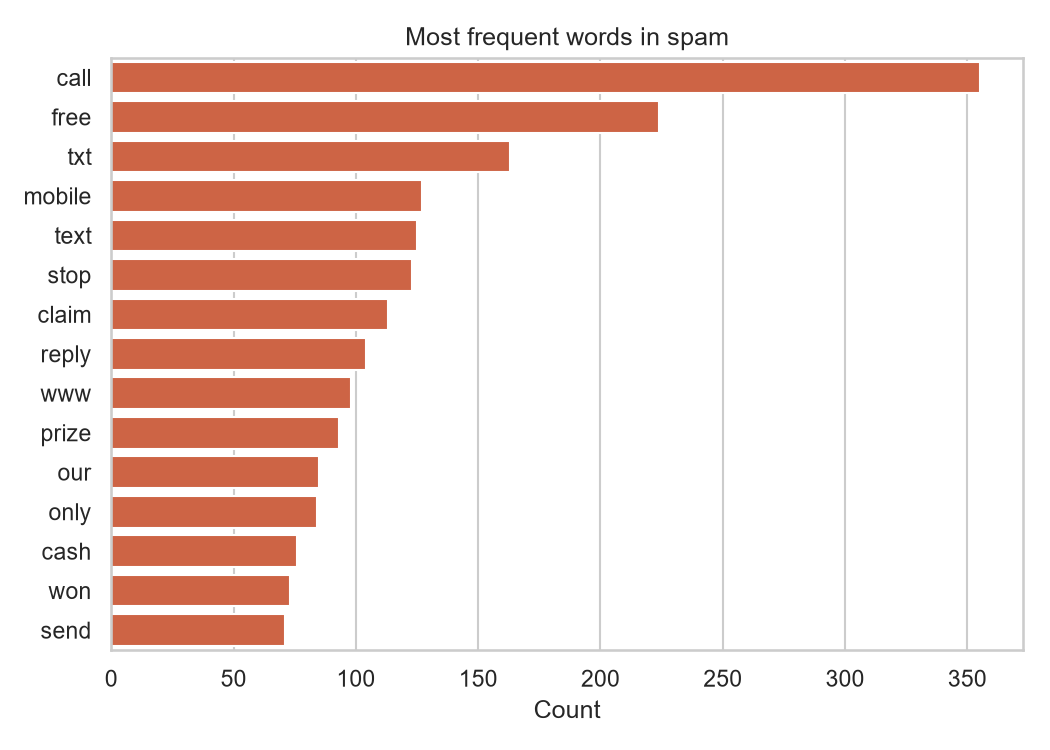 Most frequent words in spam
call
free
txt
mobile
text
stop
claim
reply
www
prize
our
only
cash
won
send
0 50 100 150 200 250 300 350
Count